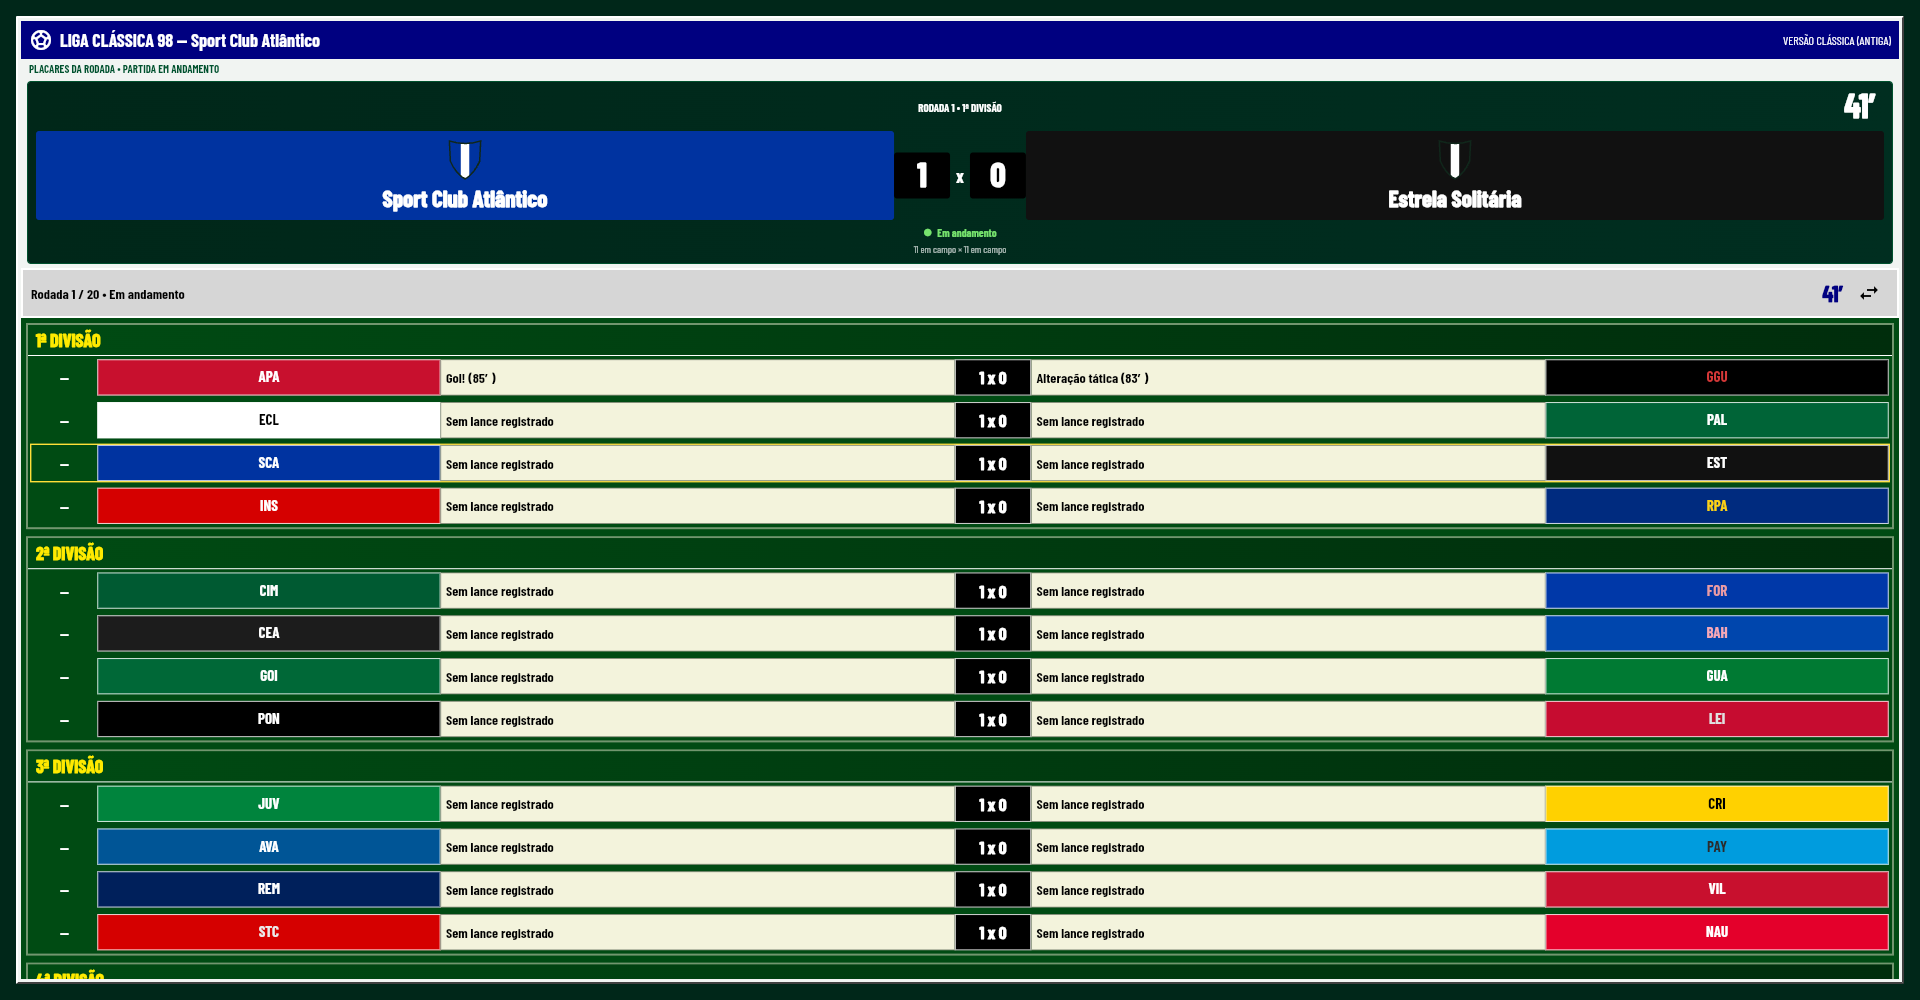 LIGA CLÁSSICA 98 – Sport Club Atlântico
VERSÃO CLÁSSICA (ANTIGA)
PLACARES DA RODADA • PARTIDA EM ANDAMENTO
RODADA 1 • 1ª DIVISÃO
41’
Sport Club Atlântico
1 x 0
Estrela Solitária
Em andamento
11 em campo × 11 em campo
Rodada 1 / 20 • Em andamento
41’
1ª DIVISÃO
– APA Gol! (85’ ) 1 x 0 Alteração tática (83’ ) GGU
– ECL Sem lance registrado 1 x 0 Sem lance registrado PAL
– SCA Sem lance registrado 1 x 0 Sem lance registrado EST
– INS Sem lance registrado 1 x 0 Sem lance registrado RPA
2ª DIVISÃO
– CIM Sem lance registrado 1 x 0 Sem lance registrado FOR
– CEA Sem lance registrado 1 x 0 Sem lance registrado BAH
– GOI Sem lance registrado 1 x 0 Sem lance registrado GUA
– PON Sem lance registrado 1 x 0 Sem lance registrado LEI
3ª DIVISÃO
– JUV Sem lance registrado 1 x 0 Sem lance registrado CRI
– AVA Sem lance registrado 1 x 0 Sem lance registrado PAY
– REM Sem lance registrado 1 x 0 Sem lance registrado VIL
– STC Sem lance registrado 1 x 0 Sem lance registrado NAU
4ª DIVISÃO